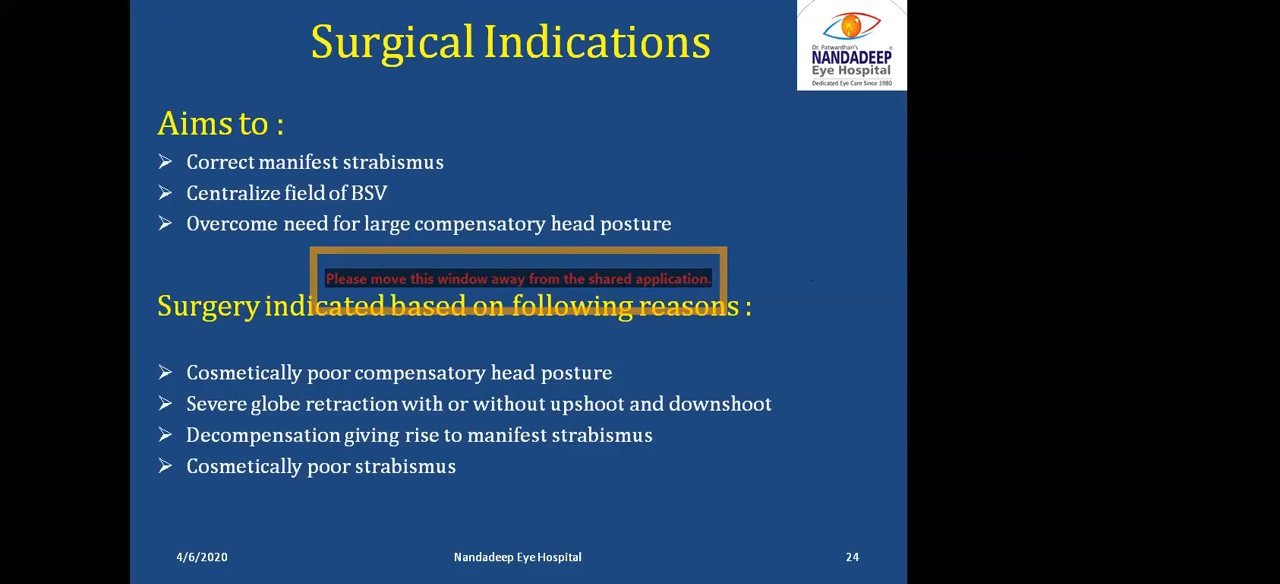 Surgical Indications
Dr. Patwardhan's
NANDADEEP
Eye Hospital
Dedicated Eye Care Since 1980
Aims to :
Correct manifest strabismus
Centralize field of BSV
Overcome need for large compensatory head posture
Please move this window away from the shared application.
Surgery indicated based on following reasons :
Cosmetically poor compensatory head posture
Severe globe retraction with or without upshoot and downshoot
Decompensation giving rise to manifest strabismus
Cosmetically poor strabismus
4/6/2020 Nandadeep Eye Hospital 24